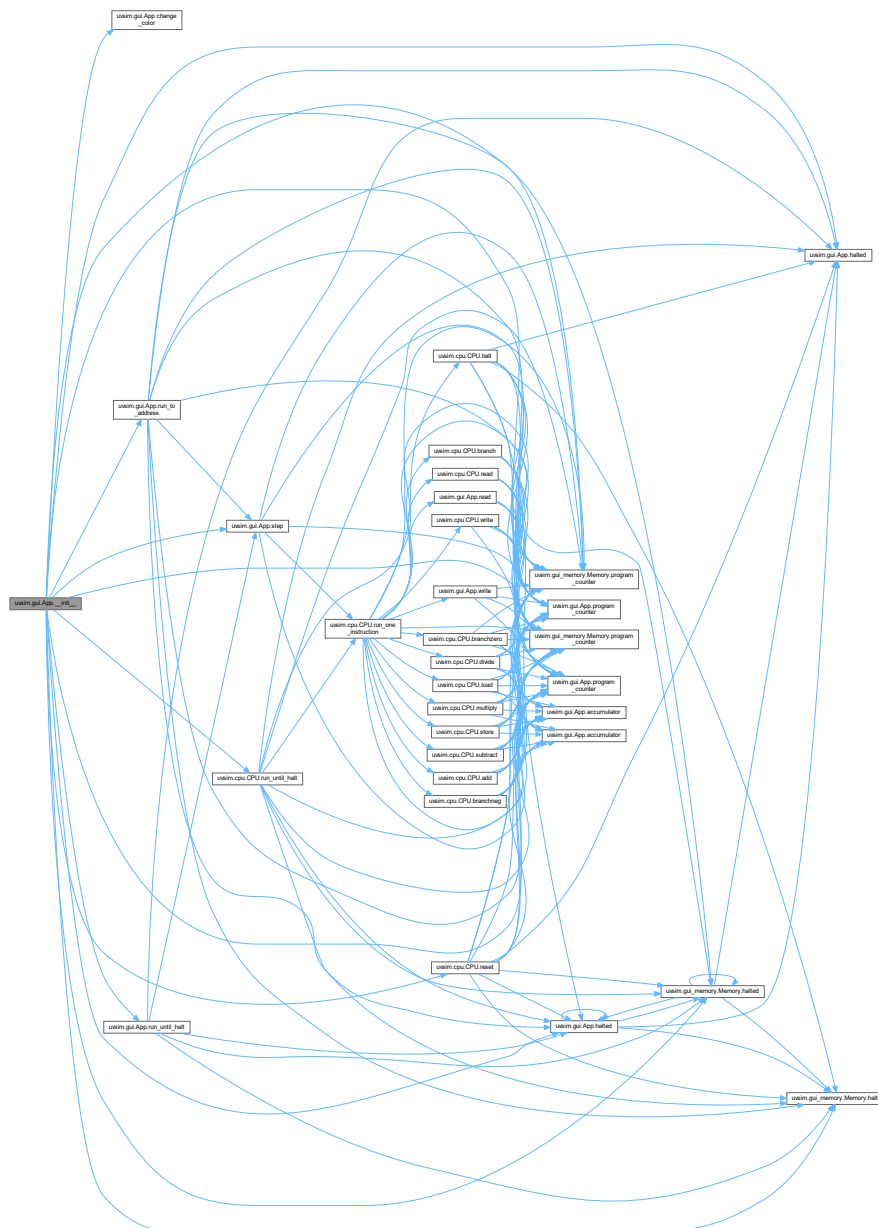 uvsim.gui.App.change
_color
uvsim.gui.App.halted
uvsim.cpu.CPU.halt
uvsim.gui.App.run_to
_address
uvsim.cpu.CPU.branch
uvsim.cpu.CPU.read
uvsim.gui.App.read
uvsim.cpu.CPU.write
uvsim.gui.App.step
uvsim.gui_memory.Memory.program
_counter
uvsim.gui.App.write
uvsim.gui.App.__init__
uvsim.gui.App.program
_counter
uvsim.cpu.CPU.run_one
_instruction
uvsim.cpu.CPU.branchzero
uvsim.gui_memory.Memory.program
_counter
uvsim.cpu.CPU.divide
uvsim.cpu.CPU.load
uvsim.gui.App.program
_counter
uvsim.cpu.CPU.multiply
uvsim.gui.App.accumulator
uvsim.cpu.CPU.store
uvsim.gui.App.accumulator
uvsim.cpu.CPU.subtract
uvsim.cpu.CPU.run_until_halt
uvsim.cpu.CPU.add
uvsim.cpu.CPU.branchneg
uvsim.cpu.CPU.reset
uvsim.gui_memory.Memory.halted
uvsim.gui.App.run_until_halt
uvsim.gui.App.halted
uvsim.gui_memory.Memory.halt